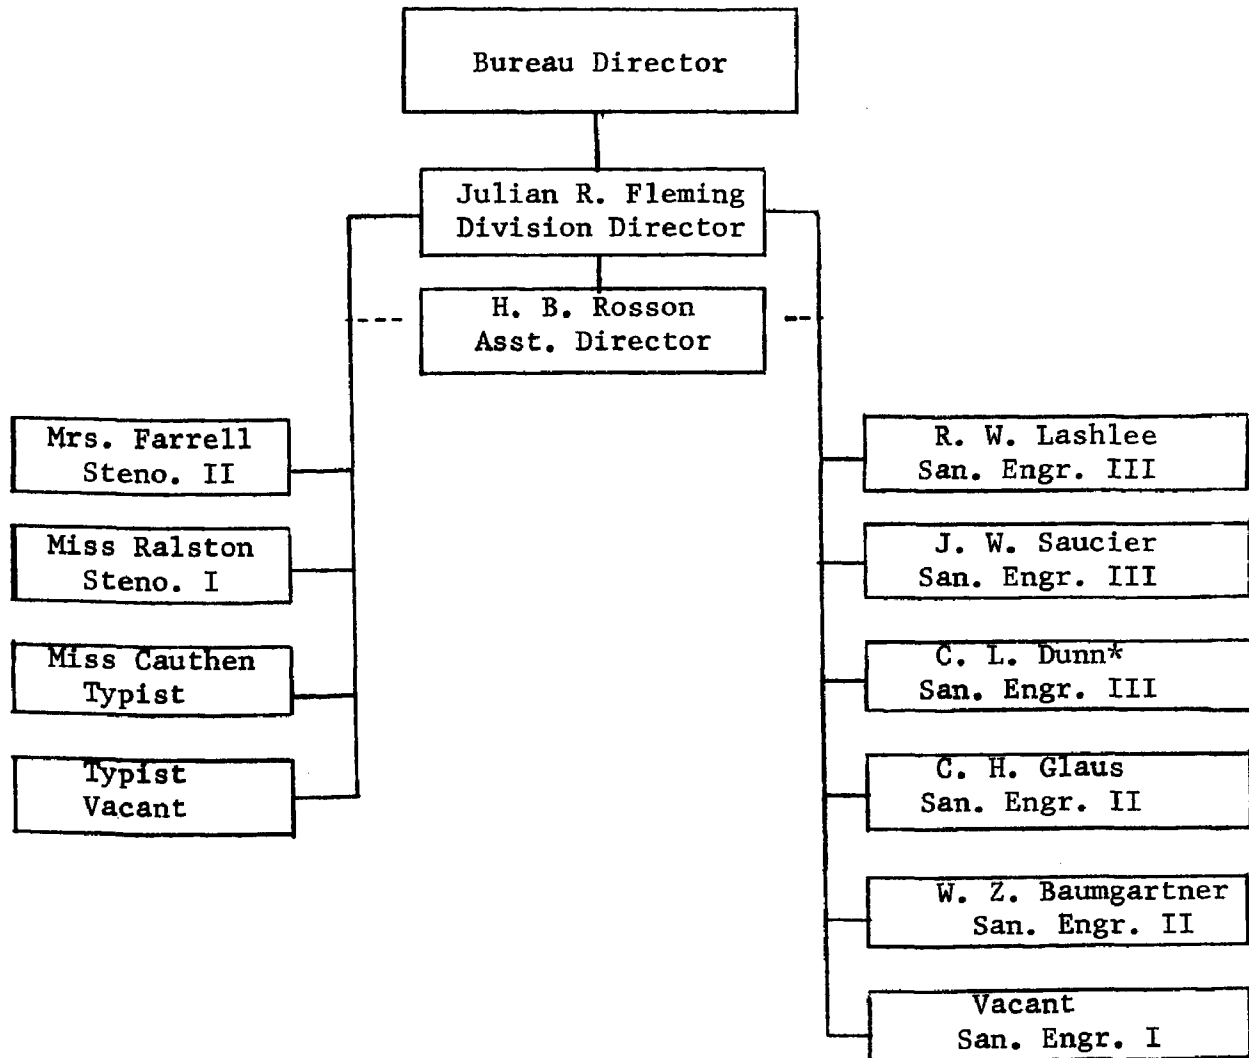 Bureau Director
Julian R. Fleming
Division Director
H. B. Rosson
Asst. Director
Mrs. Farrell
Steno. II
Miss Ralston
Steno. I
Miss Cauthen
Typist
Typist
Vacant
R. W. Lashlee
San. Engr. III
J. W. Saucier
San. Engr. III
C. L. Dunn*
San. Engr. III
C. H. Glaus
San. Engr. II
W. Z. Baumgartner
San. Engr. II
Vacant
San. Engr. I